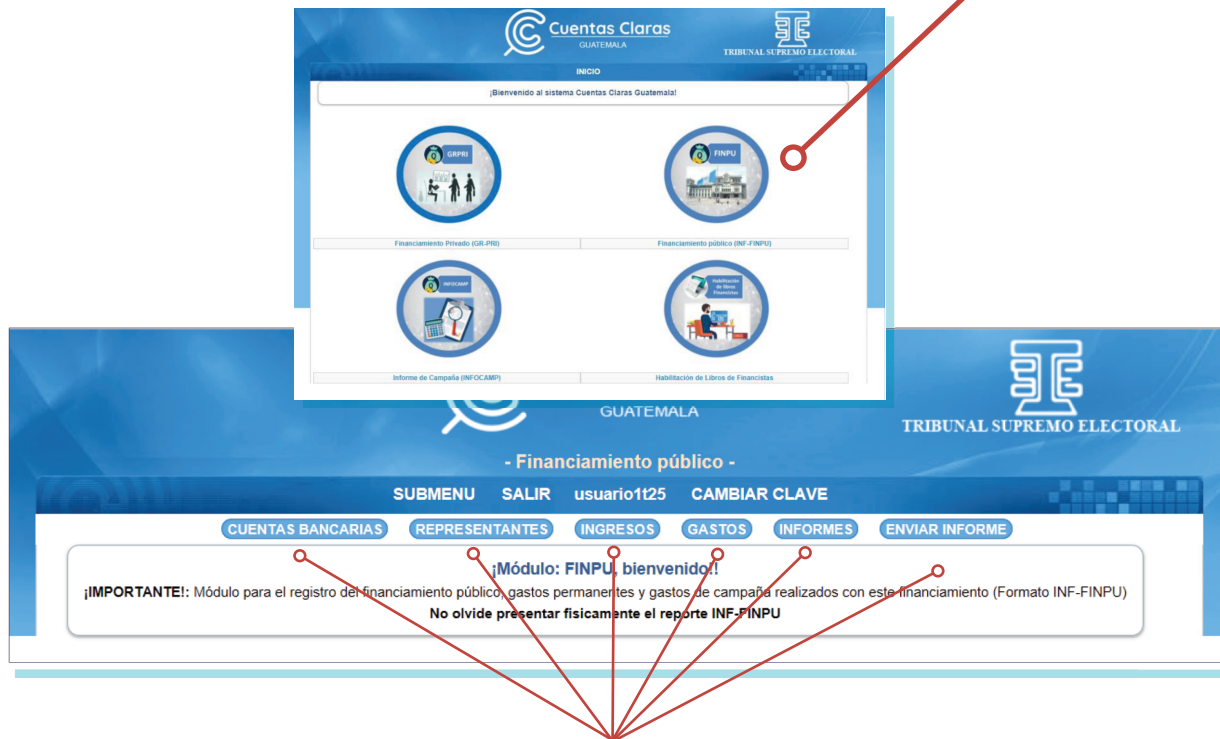 Cuentas Claras
GUATEMALA
TRIBUNAL SUPREMO ELECTORAL
INICIO
¡Bienvenido al sistema Cuentas Claras Guatemala!
GRPRI
FINPU
Financiamiento Privado (GR-PRI)
Financiamiento público (INF-FINPU)
INFOCAMP
Habilitación
de libros
Financistas
Informe de Campaña (INFOCAMP)
Habilitación de Libros de Financistas
GUATEMALA
TRIBUNAL SUPREMO ELECTORAL
- Financiamiento público -
SUBMENU SALIR usuario1t25 CAMBIAR CLAVE
CUENTAS BANCARIAS REPRESENTANTES INGRESOS GASTOS INFORMES ENVIAR INFORME
¡Módulo: FINPU, bienvenido!!
¡IMPORTANTE!: Módulo para el registro del financiamiento público, gastos permanentes y gastos de campaña realizados con este financiamiento (Formato INF-FINPU)
No olvide presentar fisicamente el reporte INF-FINPU